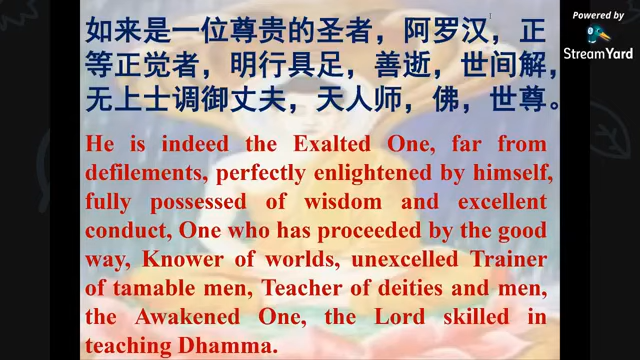 如来是一位尊贵的圣者，阿罗汉，正
等正觉者，明行具足，善逝，世间解，
无上士调御丈夫，天人师，佛，世尊。
He is indeed the Exalted One, far from
defilements, perfectly enlightened by himself,
fully possessed of wisdom and excellent
conduct, One who has proceeded by the good
way, Knower of worlds, unexcelled Trainer
of tamable men, Teacher of deities and men,
the Awakened One, the Lord skilled in
teaching Dhamma.
Powered by
StreamYard